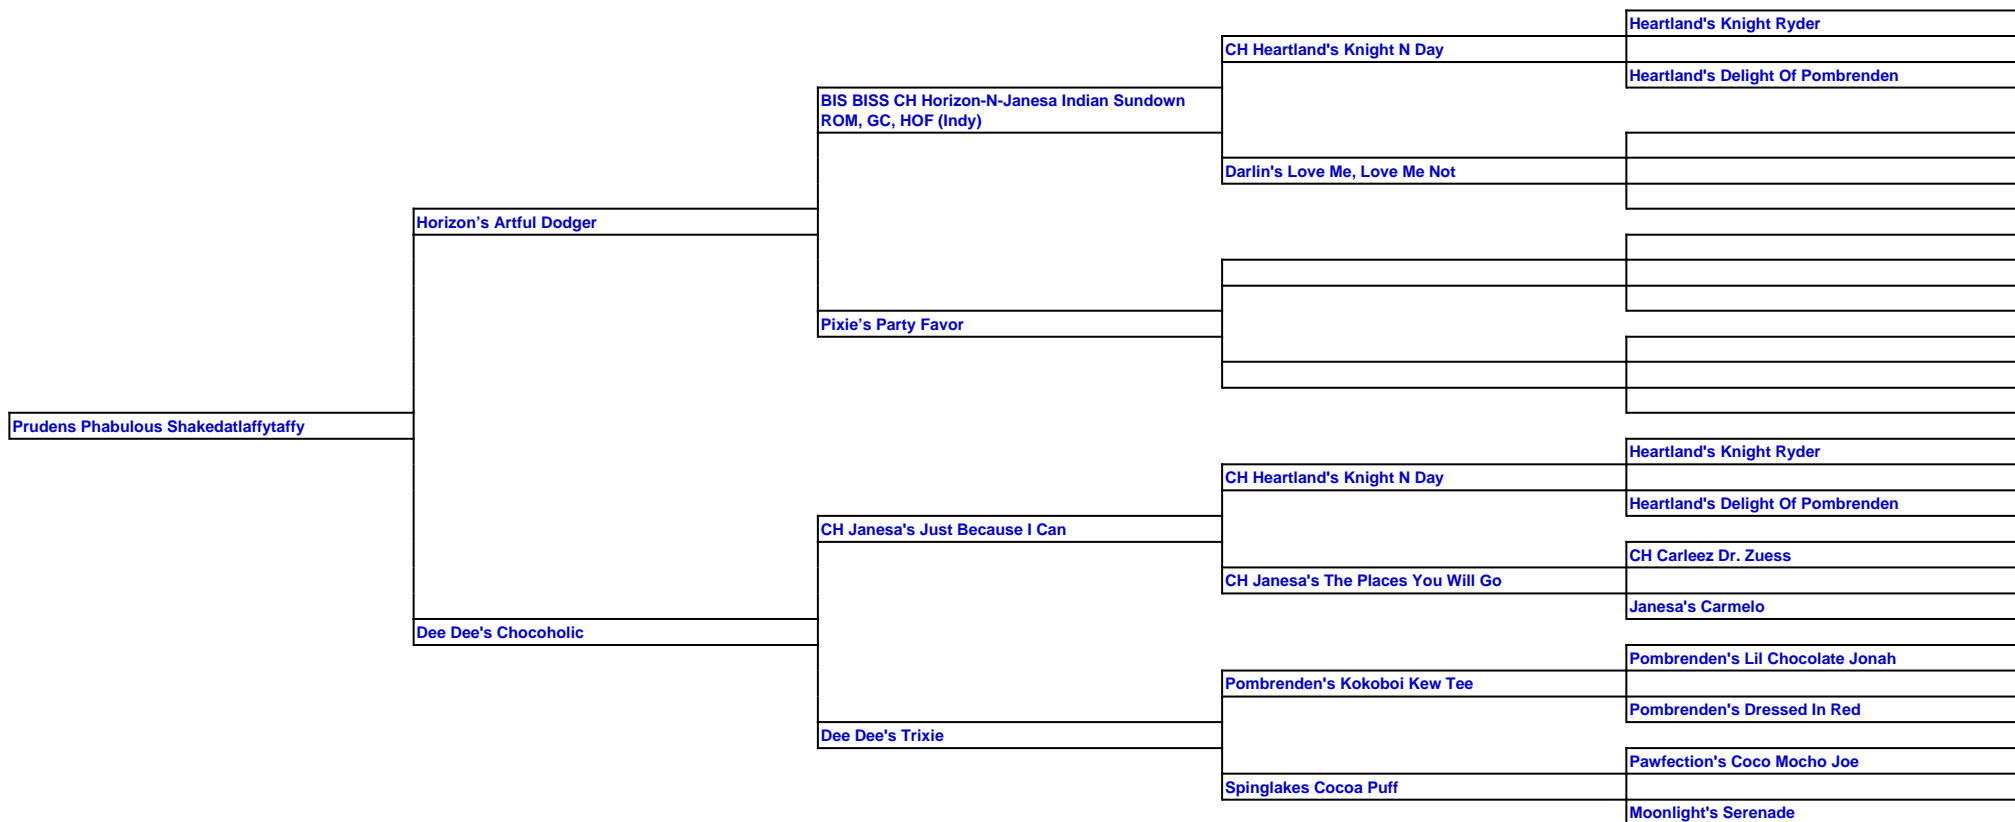 Heartland's Knight Ryder
CH Heartland's Knight N Day
Heartland's Delight Of Pombrenden
BIS BISS CH Horizon-N-Janesa Indian Sundown
ROM, GC, HOF (Indy)
Darlin's Love Me, Love Me Not
Horizon’s Artful Dodger
Pixie’s Party Favor
Prudens Phabulous Shakedatlaffytaffy
Heartland's Knight Ryder
CH Heartland's Knight N Day
Heartland's Delight Of Pombrenden
CH Janesa's Just Because I Can
CH Carleez Dr. Zuess
CH Janesa's The Places You Will Go
Janesa's Carmelo
Dee Dee's Chocoholic
Pombrenden's Lil Chocolate Jonah
Pombrenden's Kokoboi Kew Tee
Pombrenden's Dressed In Red
Dee Dee's Trixie
Pawfection's Coco Mocho Joe
Spinglakes Cocoa Puff
Moonlight's Serenade